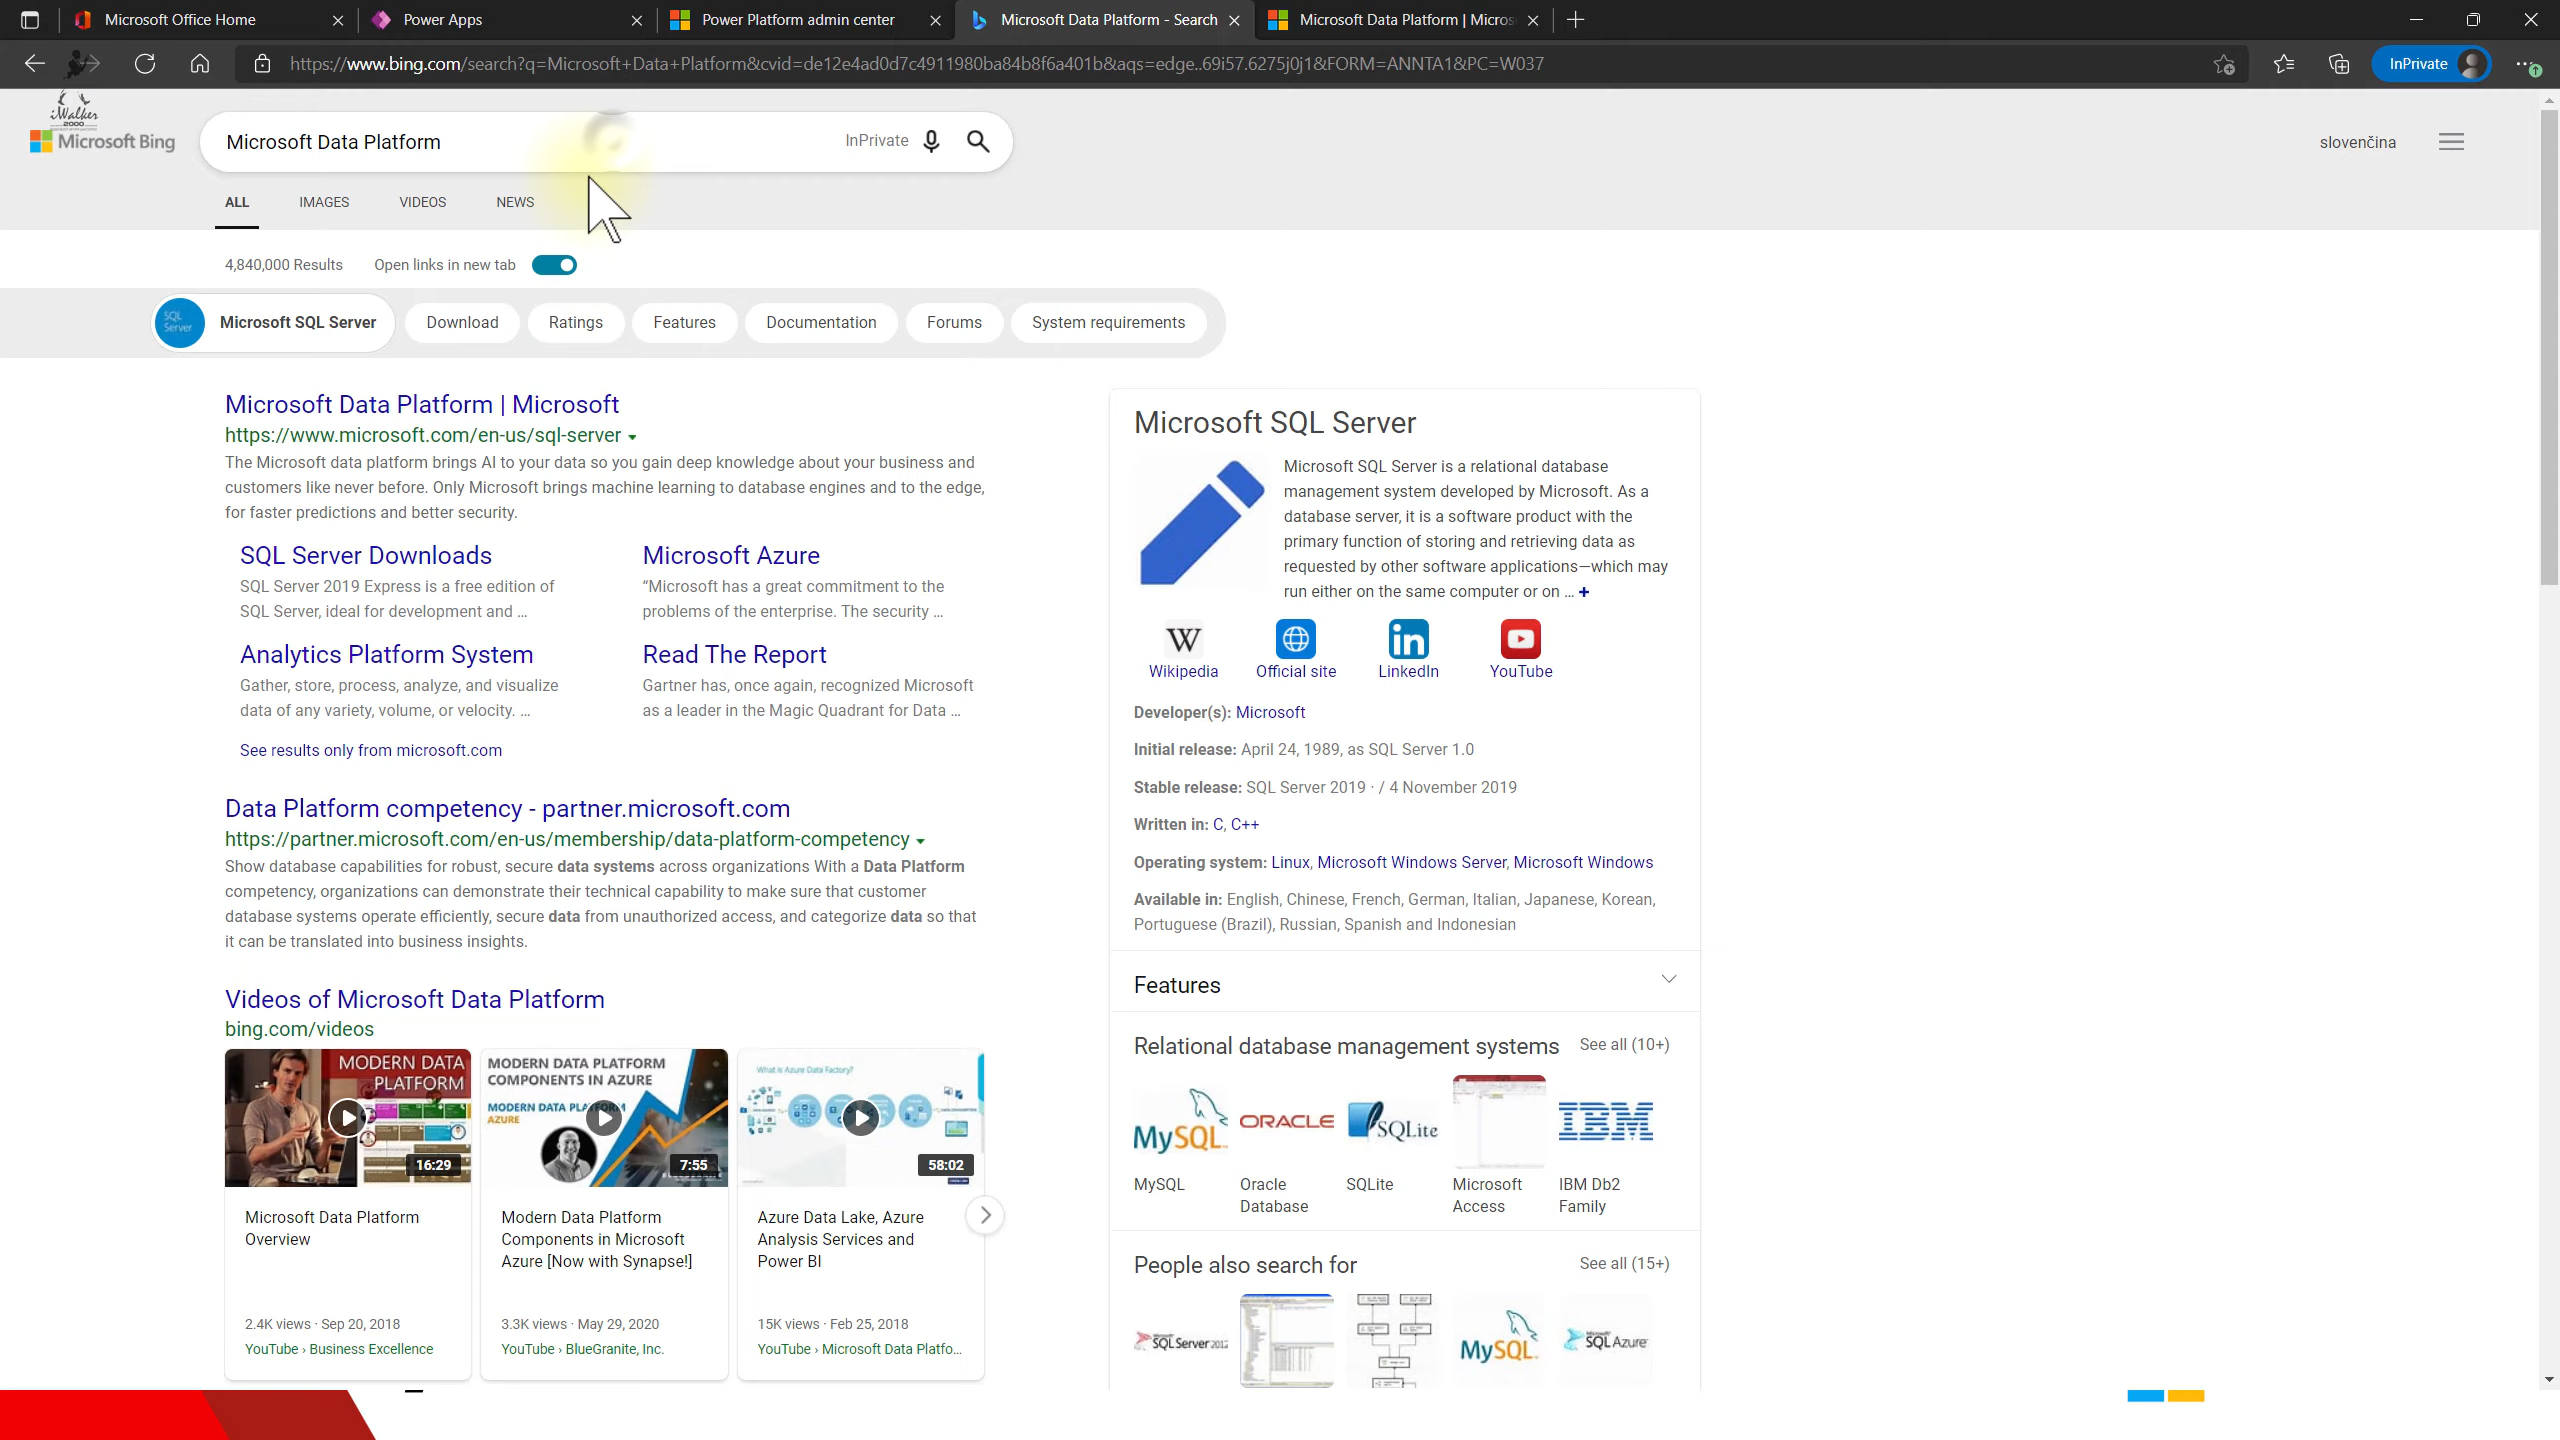 Microsoft Office Home
Power Apps
Power Platform admin center
Microsoft Data Platform - Search
Microsoft Data Platform | Micros
https://www.bing.com/search?q=Microsoft+Data+Platform&cvid=de12e4ad0d7c4911980ba84b8f6a401b&aqs=edge..69i57.6275j0j1&FORM=ANNTA1&PC=W037
InPrivate
iWalker
2000
Microsoft Bing
Microsoft Data Platform
InPrivate
slovenčina
ALL
IMAGES
VIDEOS
NEWS
4,840,000 Results
Open links in new tab
SQL
Server
Microsoft SQL Server
Download
Ratings
Features
Documentation
Forums
System requirements
Microsoft Data Platform | Microsoft
https://www.microsoft.com/en-us/sql-server
The Microsoft data platform brings AI to your data so you gain deep knowledge about your business and
customers like never before. Only Microsoft brings machine learning to database engines and to the edge,
for faster predictions and better security.
SQL Server Downloads
SQL Server 2019 Express is a free edition of
SQL Server, ideal for development and ...
Microsoft Azure
“Microsoft has a great commitment to the
problems of the enterprise. The security ...
Analytics Platform System
Gather, store, process, analyze, and visualize
data of any variety, volume, or velocity. ...
Read The Report
Gartner has, once again, recognized Microsoft
as a leader in the Magic Quadrant for Data ...
See results only from microsoft.com
Data Platform competency - partner.microsoft.com
https://partner.microsoft.com/en-us/membership/data-platform-competency
Show database capabilities for robust, secure data systems across organizations With a Data Platform
competency, organizations can demonstrate their technical capability to make sure that customer
database systems operate efficiently, secure data from unauthorized access, and categorize data so that
it can be translated into business insights.
Videos of Microsoft Data Platform
bing.com/videos
MODERN DATA
PLATFORM
16:29
Microsoft Data Platform
Overview
2.4K views · Sep 20, 2018
YouTube › Business Excellence
MODERN DATA PLATFORM
COMPONENTS IN AZURE
MODERN DATA PLATFORM
AZURE
7:55
Modern Data Platform
Components in Microsoft
Azure [Now with Synapse!]
3.3K views · May 29, 2020
YouTube › BlueGranite, Inc.
What is Azure Data Factory?
58:02
Azure Data Lake, Azure
Analysis Services and
Power BI
15K views · Feb 25, 2018
YouTube › Microsoft Data Platfo...
Microsoft SQL Server
Microsoft SQL Server is a relational database
management system developed by Microsoft. As a
database server, it is a software product with the
primary function of storing and retrieving data as
requested by other software applications—which may
run either on the same computer or on ... +
W
Wikipedia
Official site
in
LinkedIn
YouTube
Developer(s): Microsoft
Initial release: April 24, 1989, as SQL Server 1.0
Stable release: SQL Server 2019 · / 4 November 2019
Written in: C, C++
Operating system: Linux, Microsoft Windows Server, Microsoft Windows
Available in: English, Chinese, French, German, Italian, Japanese, Korean,
Portuguese (Brazil), Russian, Spanish and Indonesian
Features
Relational database management systems
See all (10+)
MySQL
ORACLE
SQLite
IBM
MySQL
Oracle
Database
SQLite
Microsoft
Access
IBM Db2
Family
People also search for
See all (15+)
SQL Server 2012
MySQL
SQL Azure